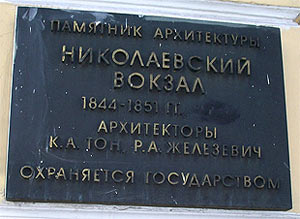 ПАМЯТНИК АРХИТЕКТУРЫ
НИКОЛАЕВСКИЙ
ВОКЗАЛ
1844-1851 ГГ.
АРХИТЕКТОРЫ
К.А. ТОН, Р.А. ЖЕЛЕЗЕВИЧ
ОХРАНЯЕТСЯ ГОСУДАРСТВОМ